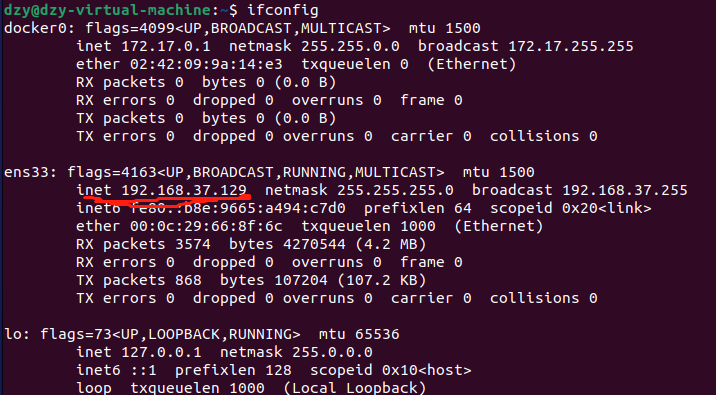 dzy@dzy-virtual-machine:~$ ifconfig
docker0: flags=4099<UP,BROADCAST,MULTICAST>  mtu 1500
        inet 172.17.0.1  netmask 255.255.0.0  broadcast 172.17.255.255
        ether 02:42:09:9a:14:e3  txqueuelen 0  (Ethernet)
        RX packets 0  bytes 0 (0.0 B)
        RX errors 0  dropped 0  overruns 0  frame 0
        TX packets 0  bytes 0 (0.0 B)
        TX errors 0  dropped 0 overruns 0  carrier 0  collisions 0

ens33: flags=4163<UP,BROADCAST,RUNNING,MULTICAST>  mtu 1500
        inet 192.168.37.129  netmask 255.255.255.0  broadcast 192.168.37.255
        inet6 fe80::b8e:9665:a494:c7d0  prefixlen 64  scopeid 0x20<link>
        ether 00:0c:29:66:8f:6c  txqueuelen 1000  (Ethernet)
        RX packets 3574  bytes 4270544 (4.2 MB)
        RX errors 0  dropped 0  overruns 0  frame 0
        TX packets 868  bytes 107204 (107.2 KB)
        TX errors 0  dropped 0 overruns 0  carrier 0  collisions 0

lo: flags=73<UP,LOOPBACK,RUNNING>  mtu 65536
        inet 127.0.0.1  netmask 255.0.0.0
        inet6 ::1  prefixlen 128  scopeid 0x10<host>
        loop  txqueuelen 1000  (Local Loopback)